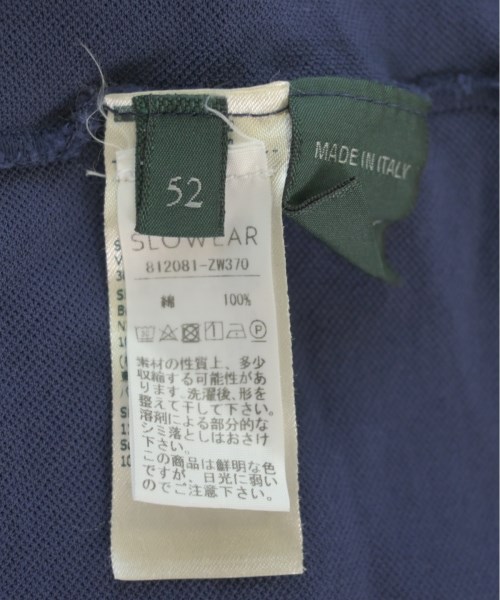 52
MADE IN ITALY
SLOWEAR
812081-ZW370
綿 100%
素材の性質上、多少
収縮する可能性があ
ります。洗濯後、形を
整えて干して下さい。
溶剤による部分的な
シミ落としはおさけ
下さい。
この商品は鮮明な色
ですが、日光に弱い
のでご注意下さい。